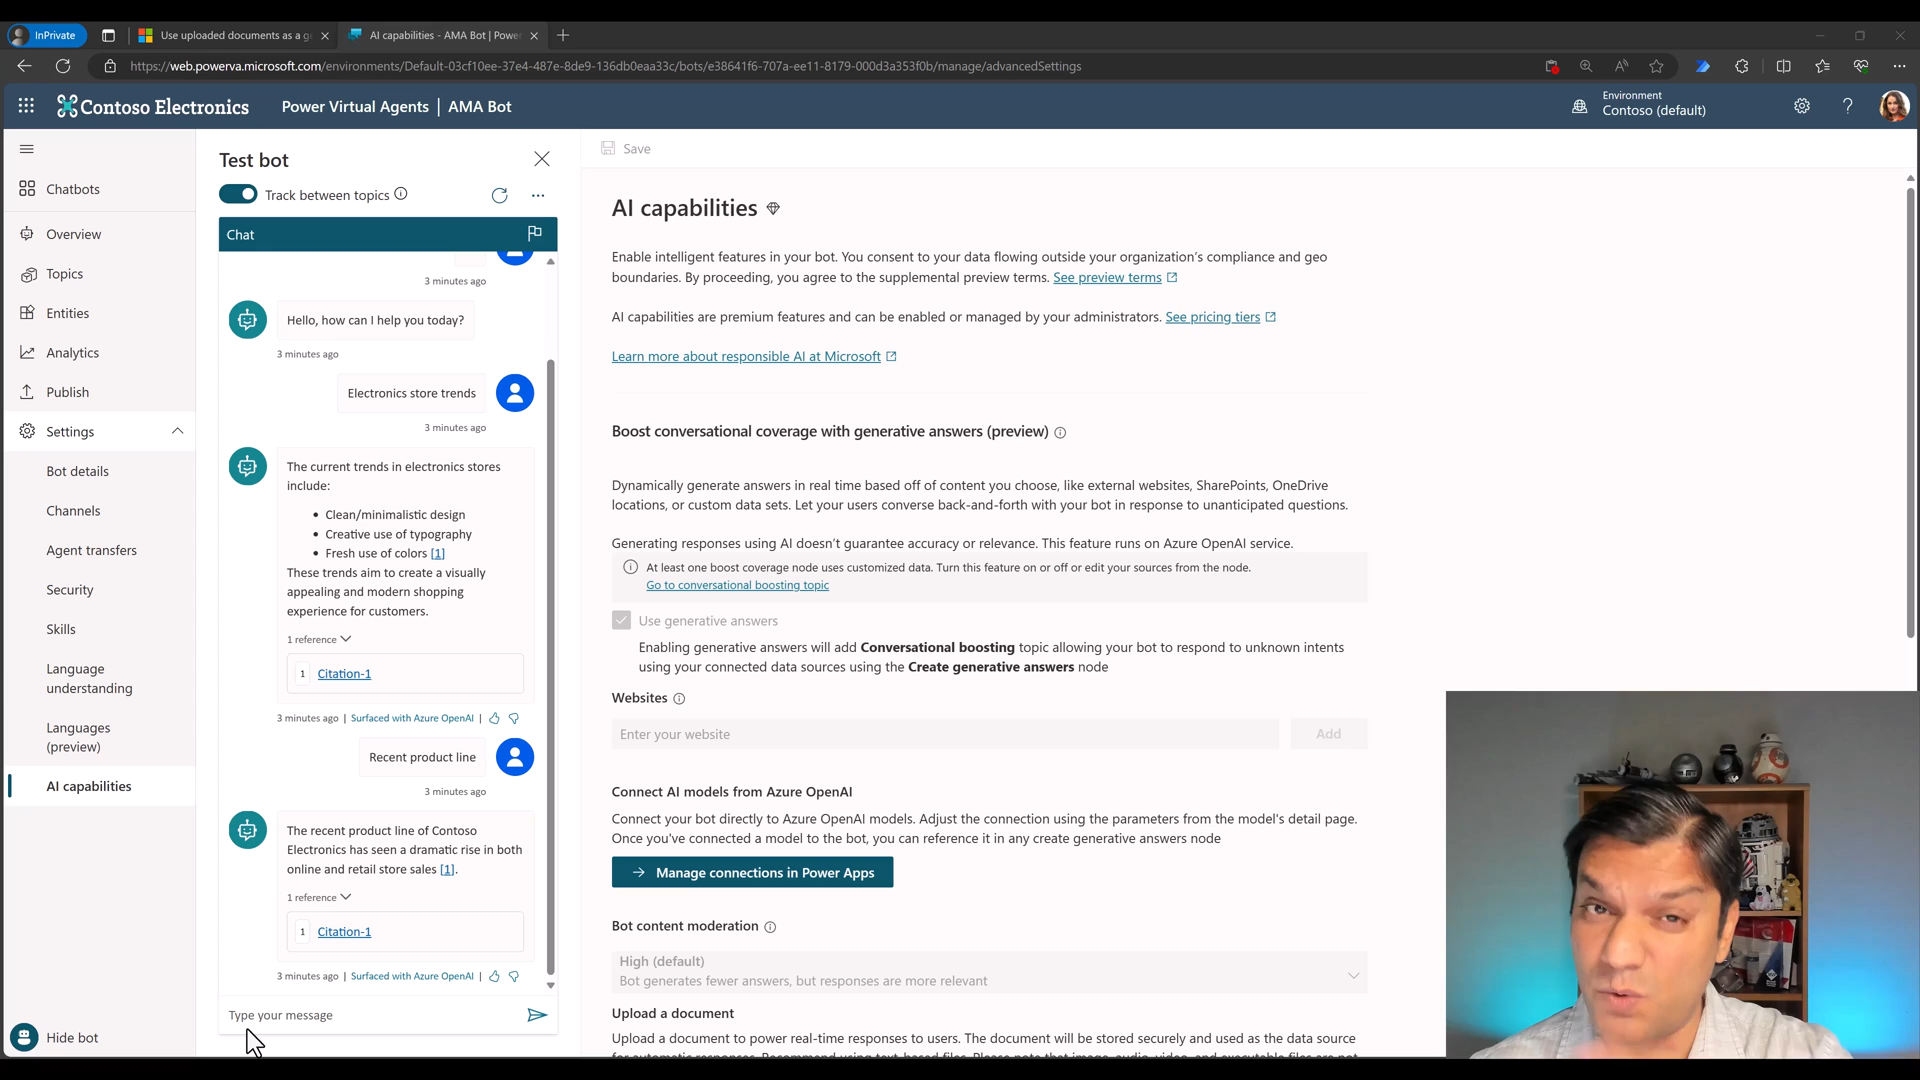 InPrivate
Use uploaded documents as a ge
AI capabilities - AMA Bot | Power
https://web.powerva.microsoft.com/environments/Default-03cf10ee-37e4-487e-8de9-136db0eaa33c/bots/e38641f6-707a-ee11-8179-000d3a353f0b/manage/advancedSettings
Contoso Electronics
Power Virtual Agents | AMA Bot
Environment
Contoso (default)
Chatbots
Overview
Topics
Entities
Analytics
Publish
Settings
Bot details
Channels
Agent transfers
Security
Skills
Language
understanding
Languages
(preview)
AI capabilities
Hide bot
Test bot
Track between topics
Chat
3 minutes ago
Hello, how can I help you today?
3 minutes ago
Electronics store trends
3 minutes ago
The current trends in electronics stores
include:
• Clean/minimalistic design
• Creative use of typography
• Fresh use of colors [1]
These trends aim to create a visually
appealing and modern shopping
experience for customers.
1 reference
1 Citation-1
3 minutes ago | Surfaced with Azure OpenAI |
Recent product line
3 minutes ago
The recent product line of Contoso
Electronics has seen a dramatic rise in both
online and retail store sales [1].
1 reference
1 Citation-1
3 minutes ago | Surfaced with Azure OpenAI |
Type your message
Save
AI capabilities
Enable intelligent features in your bot. You consent to your data flowing outside your organization's compliance and geo
boundaries. By proceeding, you agree to the supplemental preview terms. See preview terms
AI capabilities are premium features and can be enabled or managed by your administrators. See pricing tiers
Learn more about responsible AI at Microsoft
Boost conversational coverage with generative answers (preview)
Dynamically generate answers in real time based off of content you choose, like external websites, SharePoints, OneDrive
locations, or custom data sets. Let your users converse back-and-forth with your bot in response to unanticipated questions.
Generating responses using AI doesn't guarantee accuracy or relevance. This feature runs on Azure OpenAI service.
At least one boost coverage node uses customized data. Turn this feature on or off or edit your sources from the node.
Go to conversational boosting topic
Use generative answers
Enabling generative answers will add Conversational boosting topic allowing your bot to respond to unknown intents
using your connected data sources using the Create generative answers node
Websites
Enter your website
Add
Connect AI models from Azure OpenAI
Connect your bot directly to Azure OpenAI models. Adjust the connection using the parameters from the model's detail page.
Once you've connected a model to the bot, you can reference it in any create generative answers node
Manage connections in Power Apps
Bot content moderation
High (default)
Bot generates fewer answers, but responses are more relevant
Upload a document
Upload a document to power real-time responses to users. The document will be stored securely and used as the data source
for automatic responses. Recommend using text-based files. Please note that image, audio, video, and executable files are not